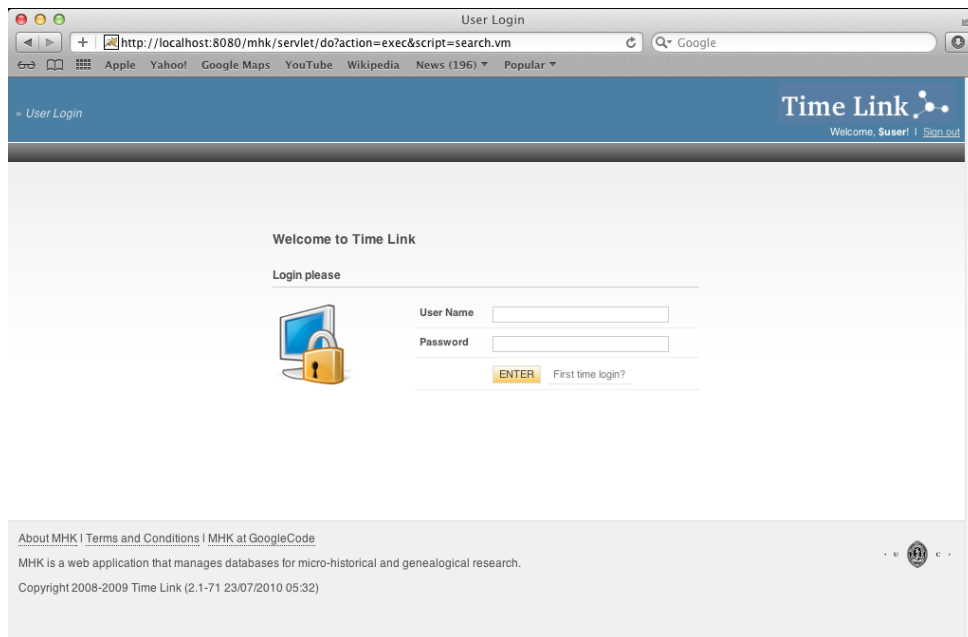 User Login
http://localhost:8080/mhk/servlet/do?action=exec&script=search.vm
Google
Apple Yahoo! Google Maps YouTube Wikipedia News (196) Popular
» User Login
Time Link
Welcome, $user! | Sign out
Welcome to Time Link
Login please
User Name
Password
ENTER First time login?
About MHK | Terms and Conditions | MHK at GoogleCode
MHK is a web application that manages databases for micro-historical and genealogical research.
· U C ·
Copyright 2008-2009 Time Link (2.1-71 23/07/2010 05:32)